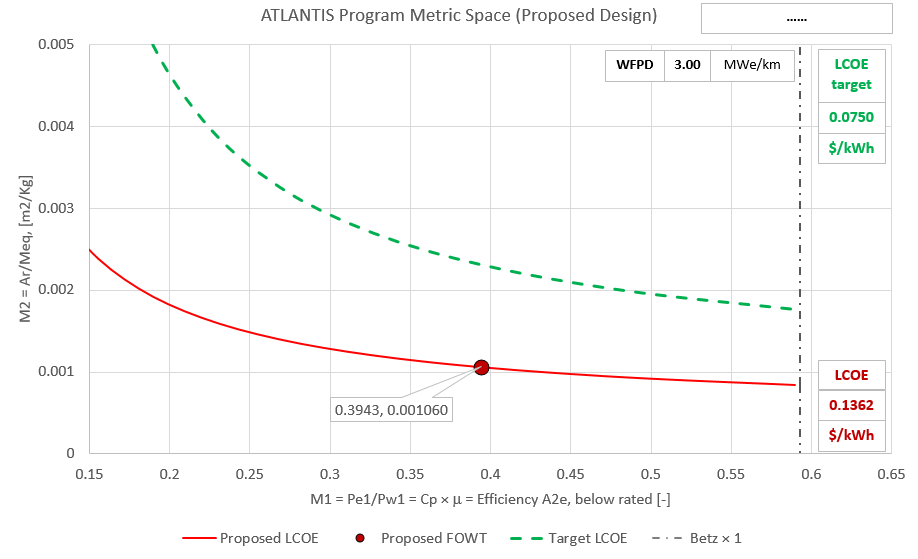 ATLANTIS Program Metric Space (Proposed Design)
......
WFPD 3.00 MWe/km
LCOE
target
0.0750
$/kWh
0.005
0.004
0.003
0.002
0.001
0
M2 = Ar/Meq, [m2/Kg]
0.3943, 0.001060
LCOE
0.1362
$/kWh
0.15 0.2 0.25 0.3 0.35 0.4 0.45 0.5 0.55 0.6 0.65
M1 = Pe1/Pw1 = Cp × µ = Efficiency A2e, below rated [-]
Proposed LCOE Proposed FOWT Target LCOE Betz × 1